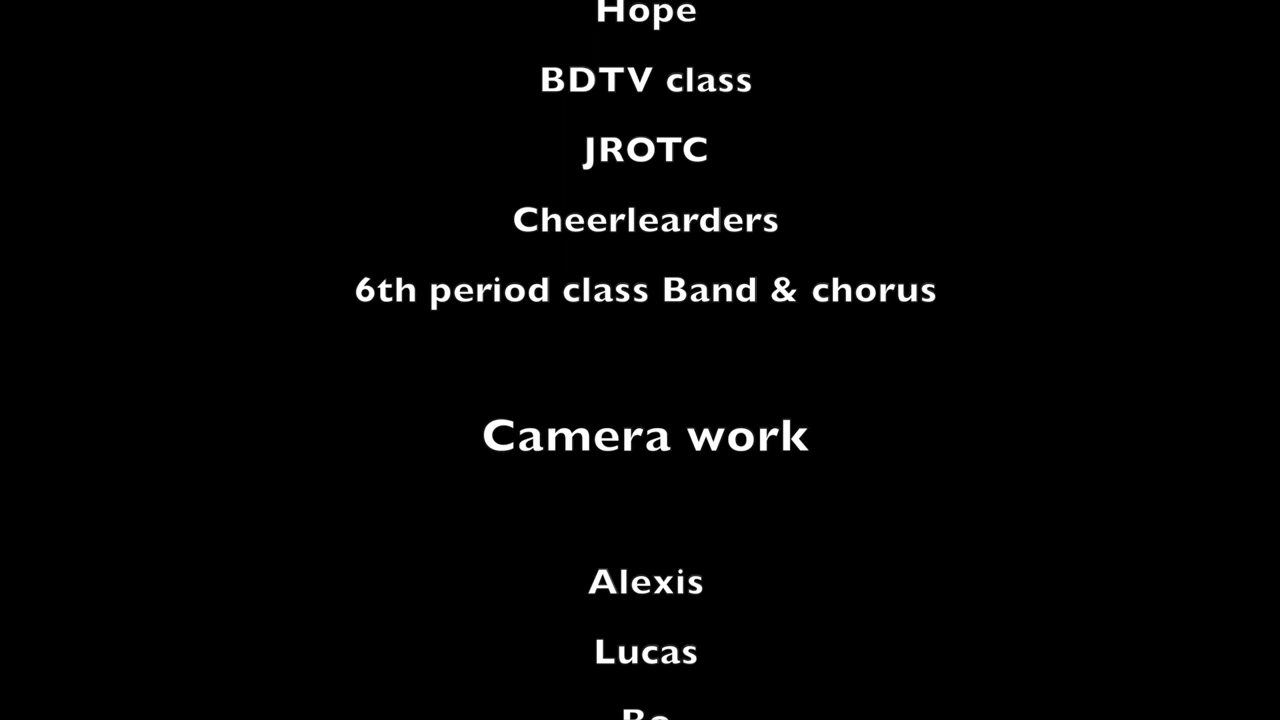 Hope
BDTV class
JROTC
Cheerlearders
6th period class Band & chorus
Camera work
Alexis
Lucas